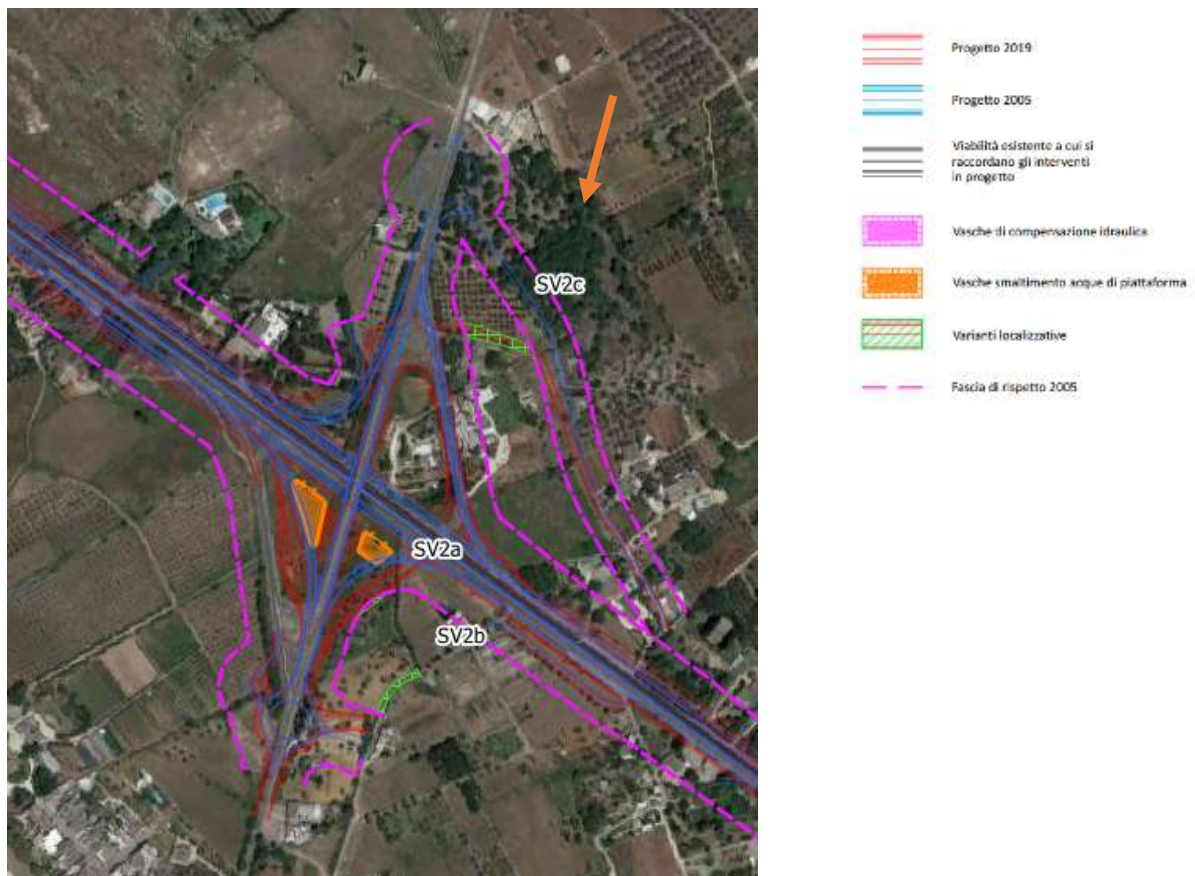 SV2c
SV2a
SV2b
Progetto 2019
Progetto 2005
Viabilità esistente a cui si
raccordano gli interventi
in progetto
Vasche di compensazione idraulica
Vasche smaltimento acque di piattaforma
Varianti localizzative
Fascia di rispetto 2005